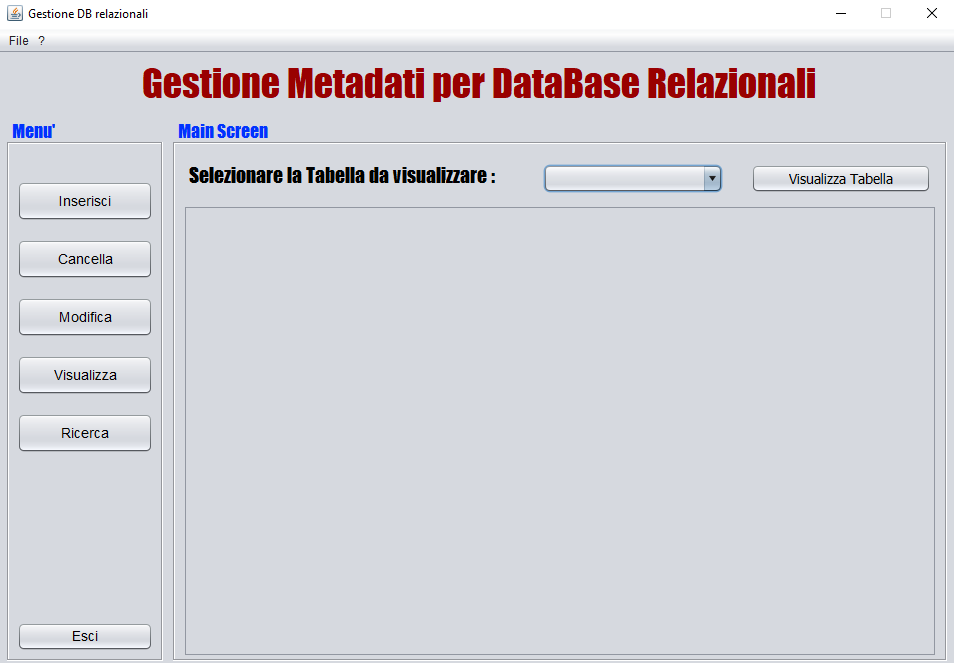 Gestione DB relazionali
File ?
Gestione Metadati per DataBase Relazionali
Menu'
Main Screen
Selezionare la Tabella da visualizzare :
Visualizza Tabella
Inserisci
Cancella
Modifica
Visualizza
Ricerca
Esci